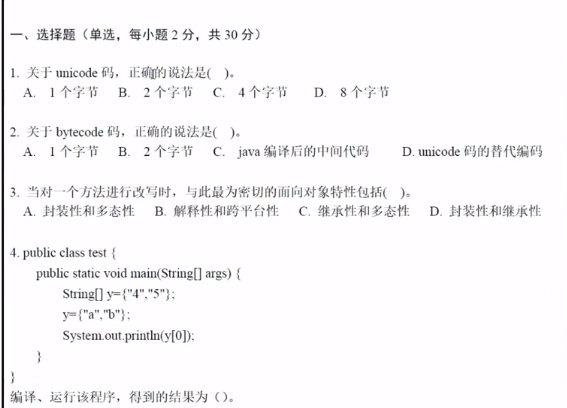 一、选择题（单选，每小题 2 分，共 30 分）
1. 关于 unicode 码，正确的说法是( )。
A. 1 个字节 B. 2 个字节 C. 4 个字节 D. 8 个字节
2. 关于 bytecode 码，正确的说法是( )。
A. 1 个字节 B. 2 个字节 C. java 编译后的中间代码 D. unicode 码的替代编码
3. 当对一个方法进行改写时，与此最为密切的面向对象特性包括( )。
A. 封装性和多态性 B. 解释性和跨平台性 C. 继承性和多态性 D. 封装性和继承性
4. public class test {
public static void main(String[] args) {
String[] y={"4","5"};
y={"a","b"};
System.out.println(y[0]);
}
}
编译、运行该程序，得到的结果为（）。